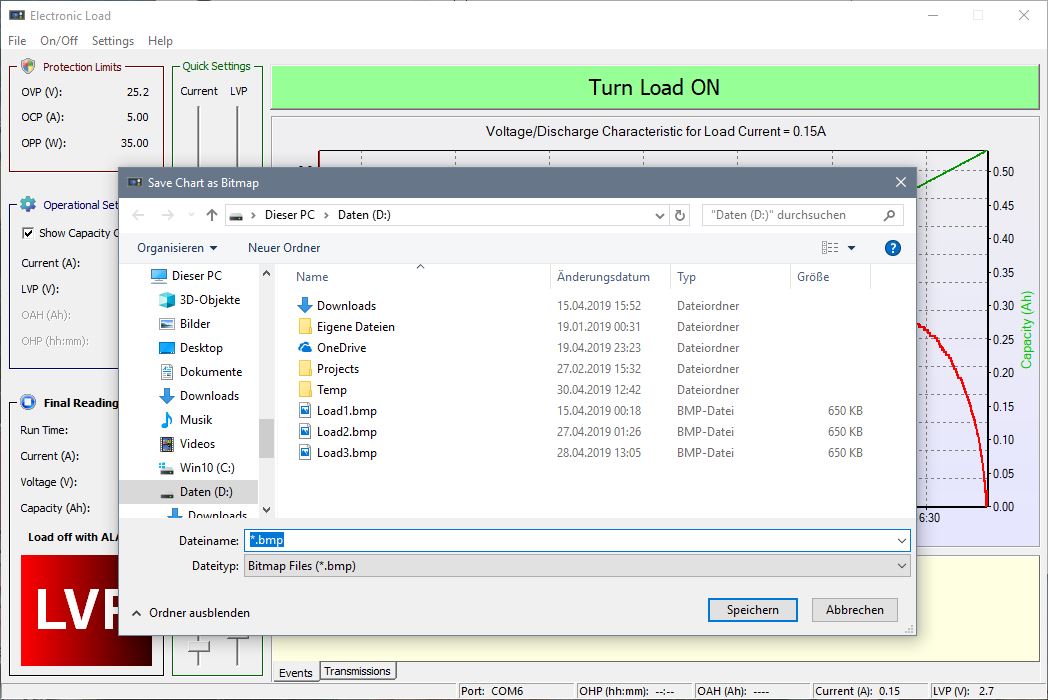 Electronic Load
File On/Off Settings Help
Protection Limits
OVP (V): 25.2
OCP (A): 5.00
OPP (W): 35.00
Quick Settings
Current LVP
Turn Load ON
Voltage/Discharge Characteristic for Load Current = 0.15A
Operational Set
Show Capacity C
Current (A):
LVP (V):
OAH (Ah):
OHP (hh:mm):
Final Reading
Run Time:
Current (A):
Voltage (V):
Capacity (Ah):
Load off with ALA
LVP
Save Chart as Bitmap
Dieser PC Daten (D:)
"Daten (D:)" durchsuchen
Organisieren Neuer Ordner
Dieser PC
3D-Objekte
Bilder
Desktop
Dokumente
Downloads
Musik
Videos
Win10 (C:)
Daten (D:)
Downloads
Name Änderungsdatum Typ Größe
Downloads 15.04.2019 15:52 Dateiordner
Eigene Dateien 19.01.2019 00:31 Dateiordner
OneDrive 19.04.2019 23:23 Dateiordner
Projects 27.02.2019 15:32 Dateiordner
Temp 30.04.2019 12:42 Dateiordner
Load1.bmp 15.04.2019 00:18 BMP-Datei 650 KB
Load2.bmp 27.04.2019 01:26 BMP-Datei 650 KB
Load3.bmp 28.04.2019 13:05 BMP-Datei 650 KB
Dateiname: *.bmp
Dateityp: Bitmap Files (*.bmp)
Ordner ausblenden
Speichern Abbrechen
0.50
0.45
0.40
0.35
0.30
0.25
0.20
0.15
0.10
0.05
0.00
Capacity (Ah)
6:30
Events Transmissions
Port: COM6 OHP (hh:mm): --:-- OAH (Ah): ---- Current (A): 0.15 LVP (V): 2.7